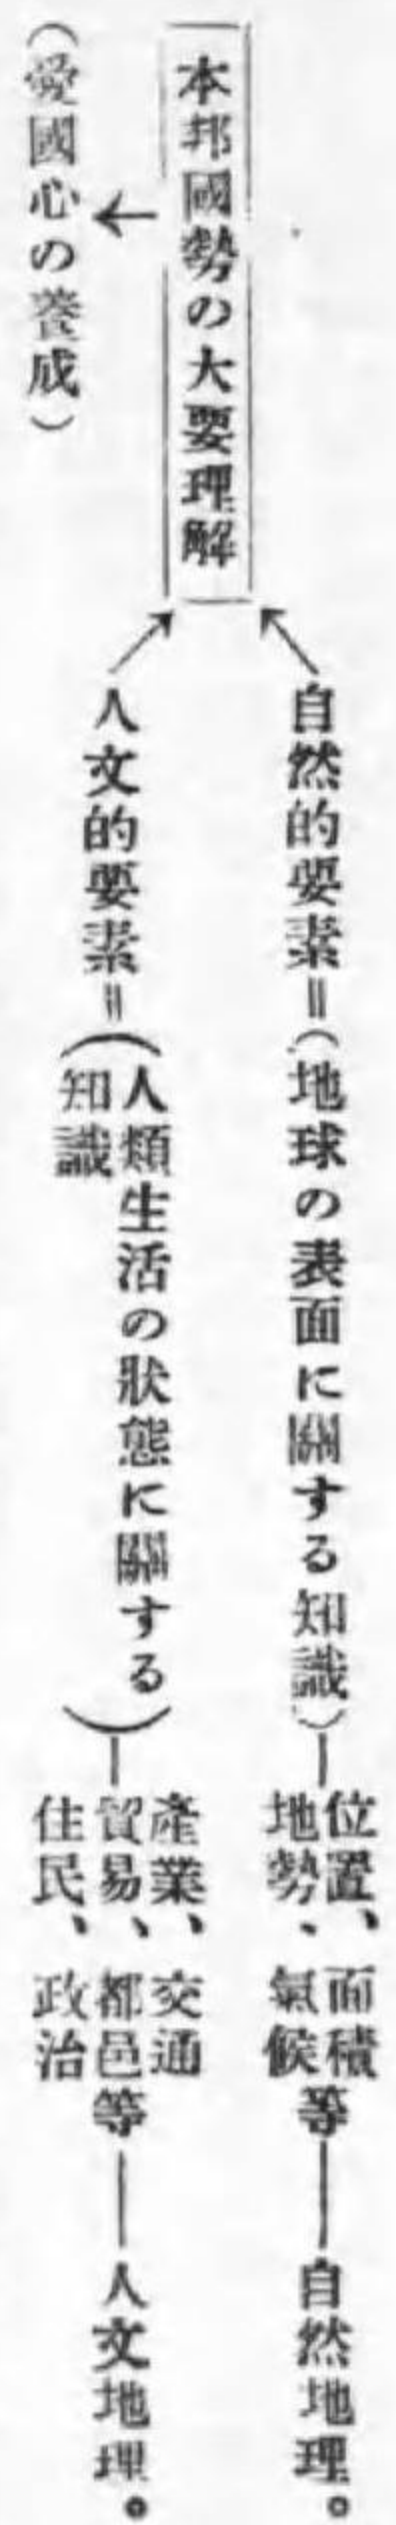 本邦國勢の大要理解
(愛國心の養成)
自然的要素=(地球の表面に關する知識)—位置、面積
地勢、氣候等——自然地理。
人文的要素=(人類生活の狀態に關する
知識)—產業、交通
貿易、都邑等——人文地理。
住民、政治